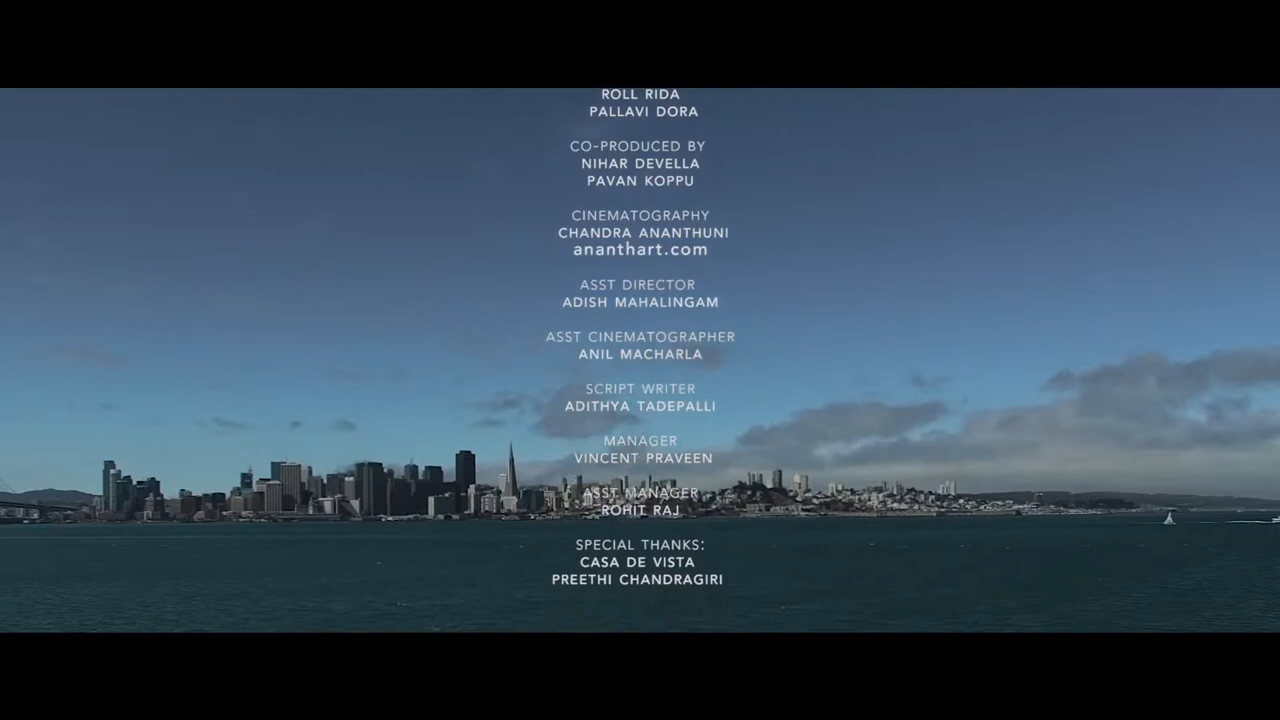 ROLL RIDA
PALLAVI DORA
CO-PRODUCED BY
NIHAR DEVELLA
PAVAN KOPPU
CINEMATOGRAPHY
CHANDRA ANANTHUNI
ananthart.com
ASST DIRECTOR
ADISH MAHALINGAM
ASST CINEMATOGRAPHER
ANIL MACHARLA
SCRIPT WRITER
ADITHYA TADEPALLI
MANAGER
VINCENT PRAVEEN
ASST MANAGER
ROHIT RAJ
SPECIAL THANKS:
CASA DE VISTA
PREETHI CHANDRAGIRI